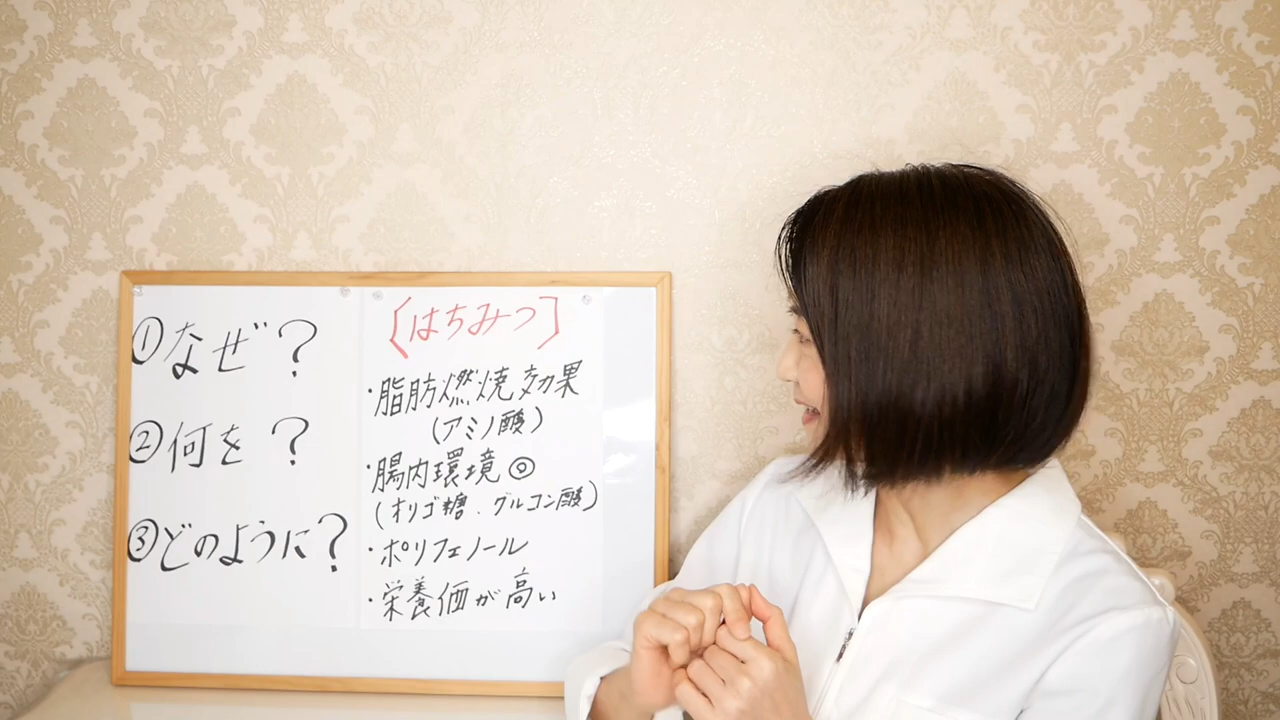 ①なぜ？
②何を？
③どのように？
［はちみつ］
・脂肪燃焼効果
（アミノ酸）
・腸内環境◎
（オリゴ糖、グルコン酸）
・ポリフェノール
・栄養価が高い